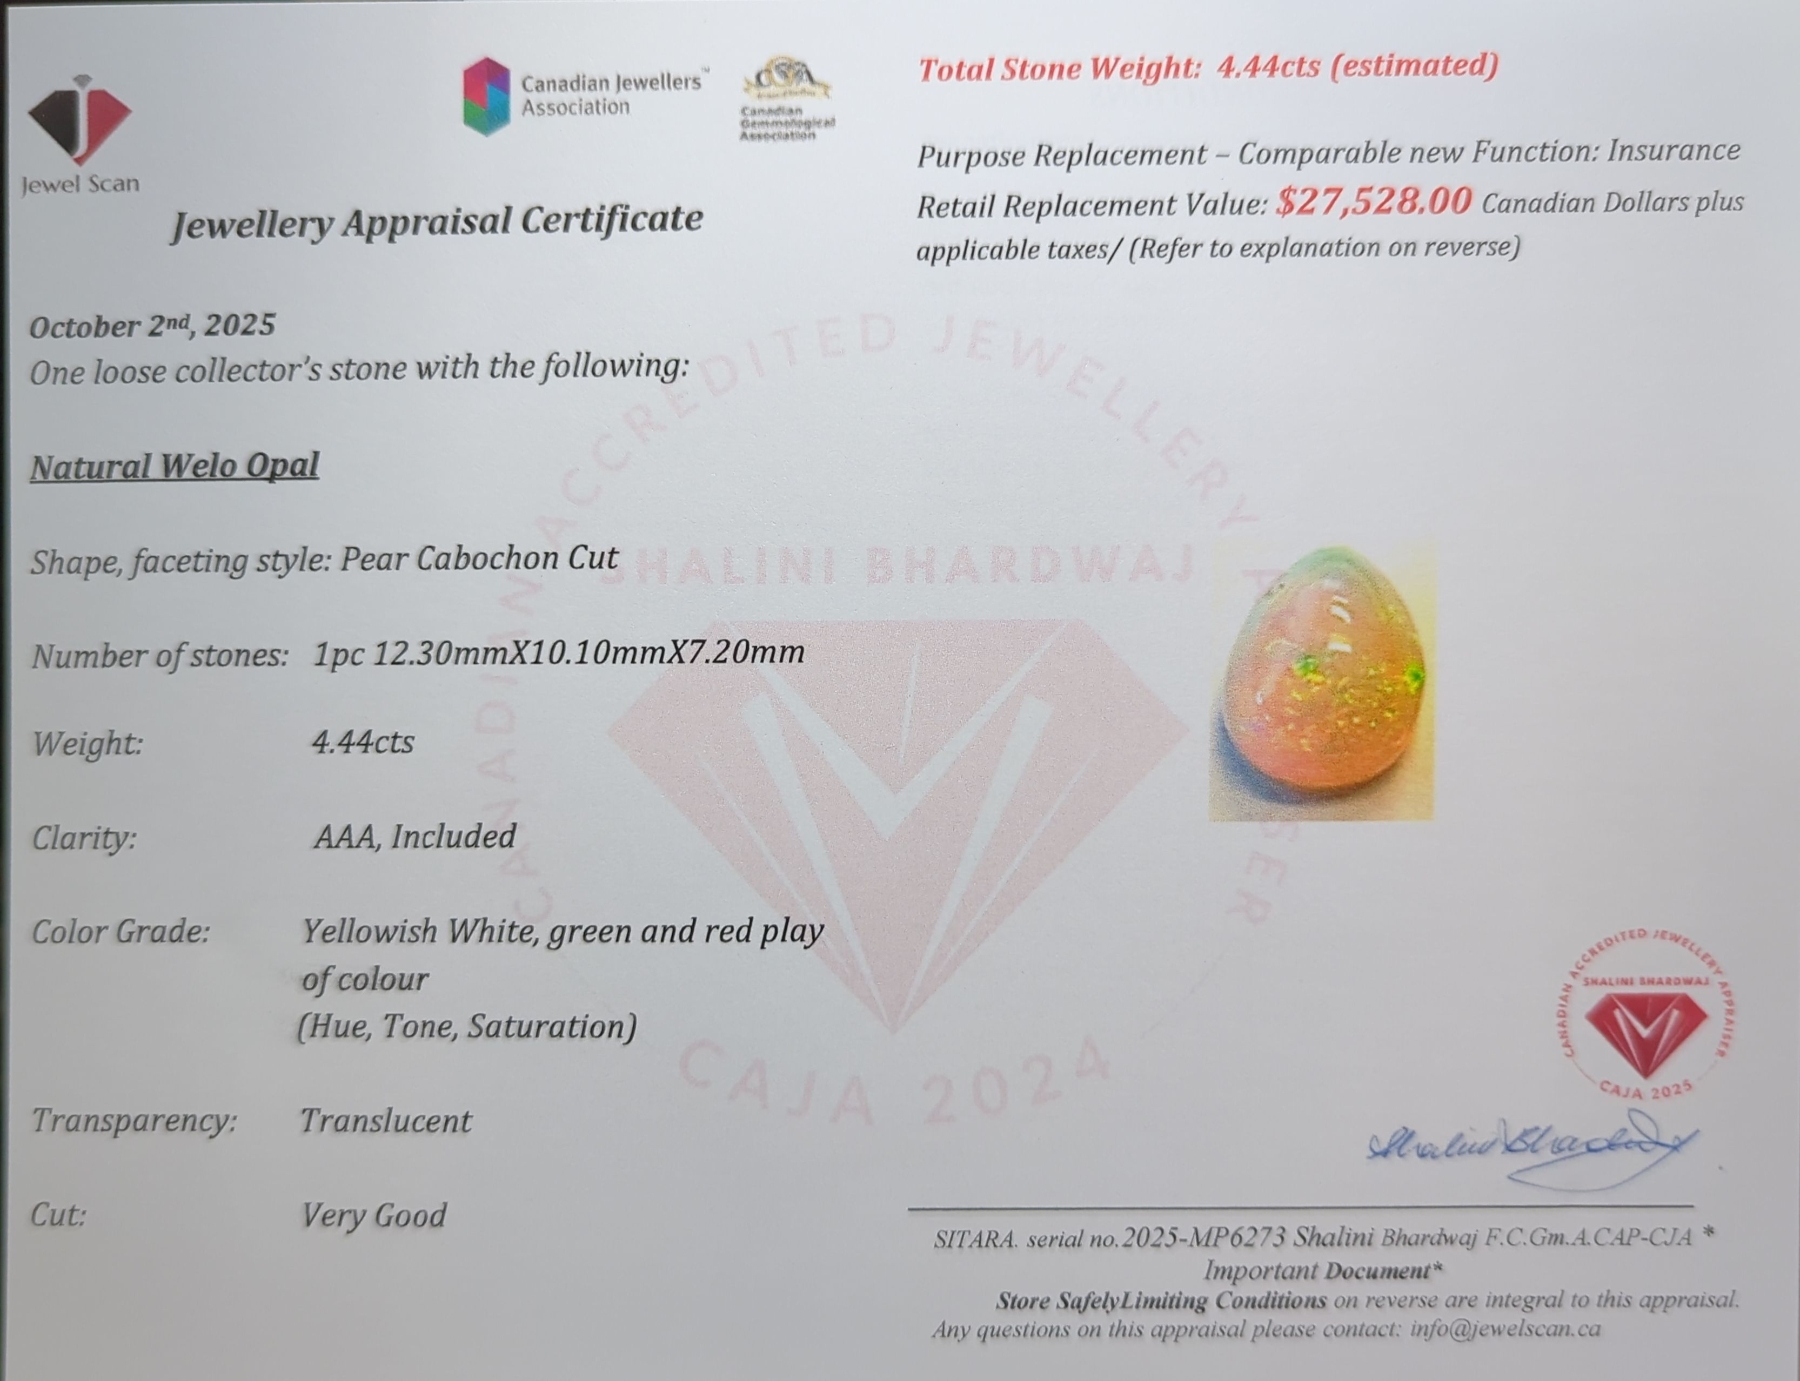 Jewel Scan
Canadian Jewellers™
Association
CGA
Canadian
Gemmological
Association
Jewellery Appraisal Certificate
October 2nd, 2025
One loose collector's stone with the following:
Natural Welo Opal
Shape, faceting style: Pear Cabochon Cut
Number of stones: 1pc 12.30mmX10.10mmX7.20mm
Weight: 4.44cts
Clarity: AAA, Included
Color Grade: Yellowish White, green and red play
of colour
(Hue, Tone, Saturation)
Transparency: Translucent
Cut: Very Good
Total Stone Weight: 4.44cts (estimated)
Purpose Replacement – Comparable new Function: Insurance
Retail Replacement Value: $27,528.00 Canadian Dollars plus
applicable taxes/ (Refer to explanation on reverse)
CANADIAN ACCREDITED JEWELLERY APPRAISER
SHALINI BHARDWAJ
CAJA 2024
CANADIAN ACCREDITED JEWELLERY APPRAISER
SHALINI BHARDWAJ
CAJA 2025
Shalini Bhardwaj
SITARA. serial no.2025-MP6273 Shalini Bhardwaj F.C.Gm.A.CAP-CJA *
Important Document*
Store SafelyLimiting Conditions on reverse are integral to this appraisal.
Any questions on this appraisal please contact: info@jewelscan.ca